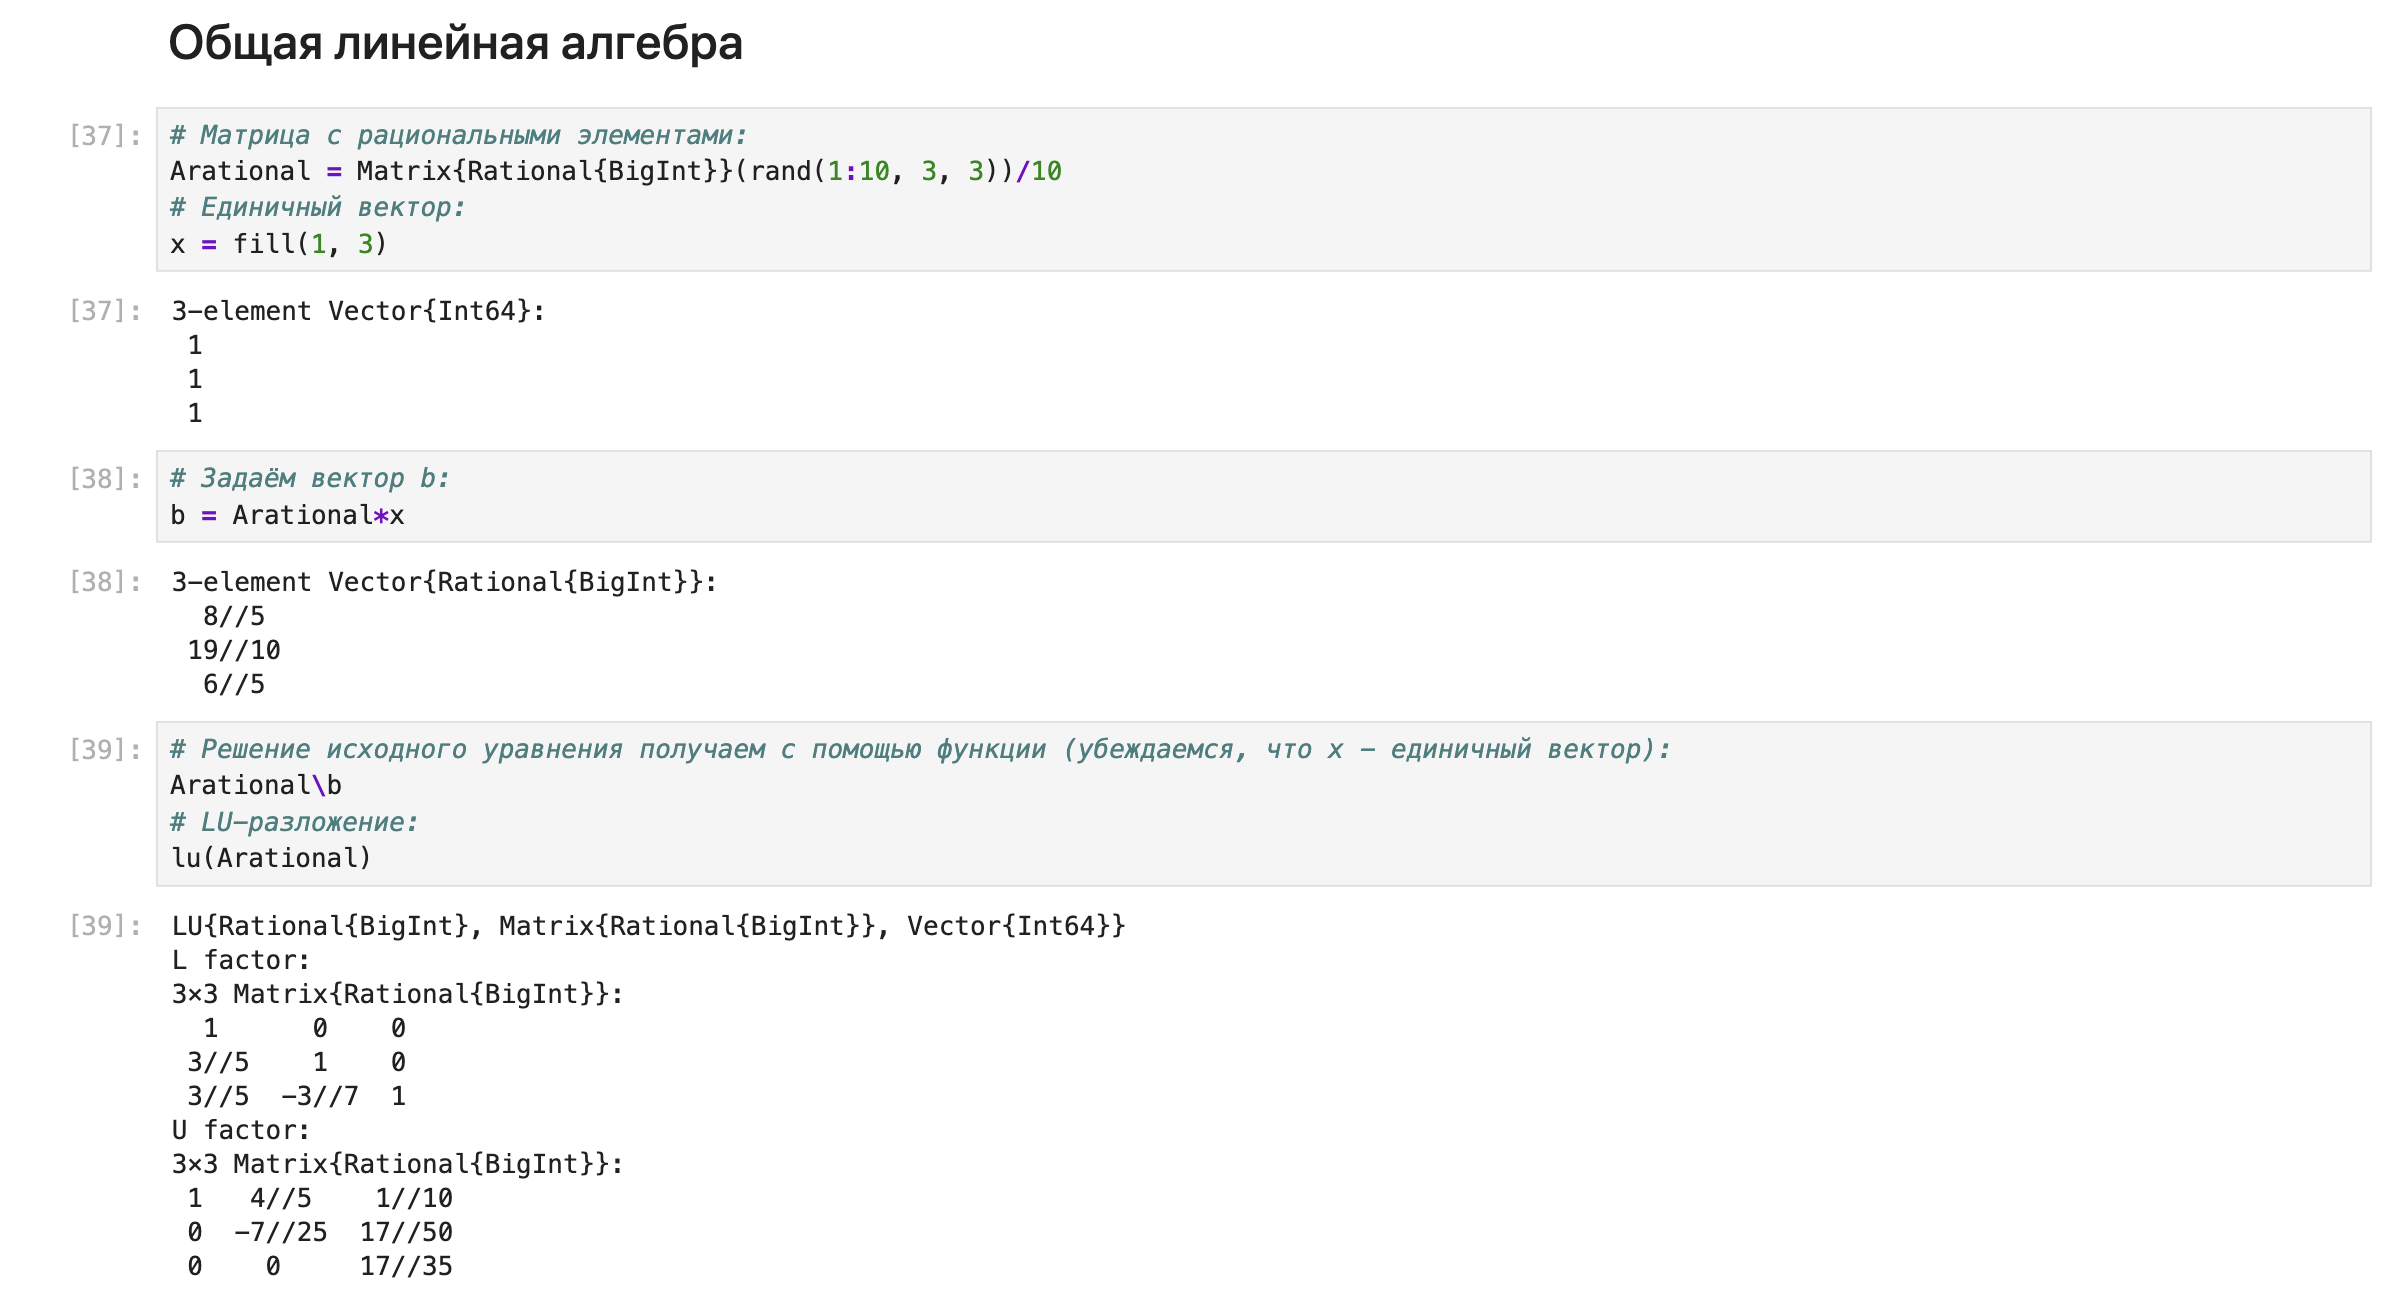 Общая линейная алгебра
[37]: # Матрица с рациональными элементами:
Arational = Matrix{Rational{BigInt}}(rand(1:10, 3, 3))/10
# Единичный вектор:
x = fill(1, 3)
[37]: 3-element Vector{Int64}:
1
1
1
[38]: # Задаём вектор b:
b = Arational*x
[38]: 3-element Vector{Rational{BigInt}}:
8//5
19//10
6//5
[39]: # Решение исходного уравнения получаем с помощью функции (убеждаемся, что x - единичный вектор):
Arational\b
# LU-разложение:
lu(Arational)
[39]: LU{Rational{BigInt}, Matrix{Rational{BigInt}}, Vector{Int64}}
L factor:
3×3 Matrix{Rational{BigInt}}:
1 0 0
3//5 1 0
3//5 -3//7 1
U factor:
3×3 Matrix{Rational{BigInt}}:
1 4//5 1//10
0 -7//25 17//50
0 0 17//35